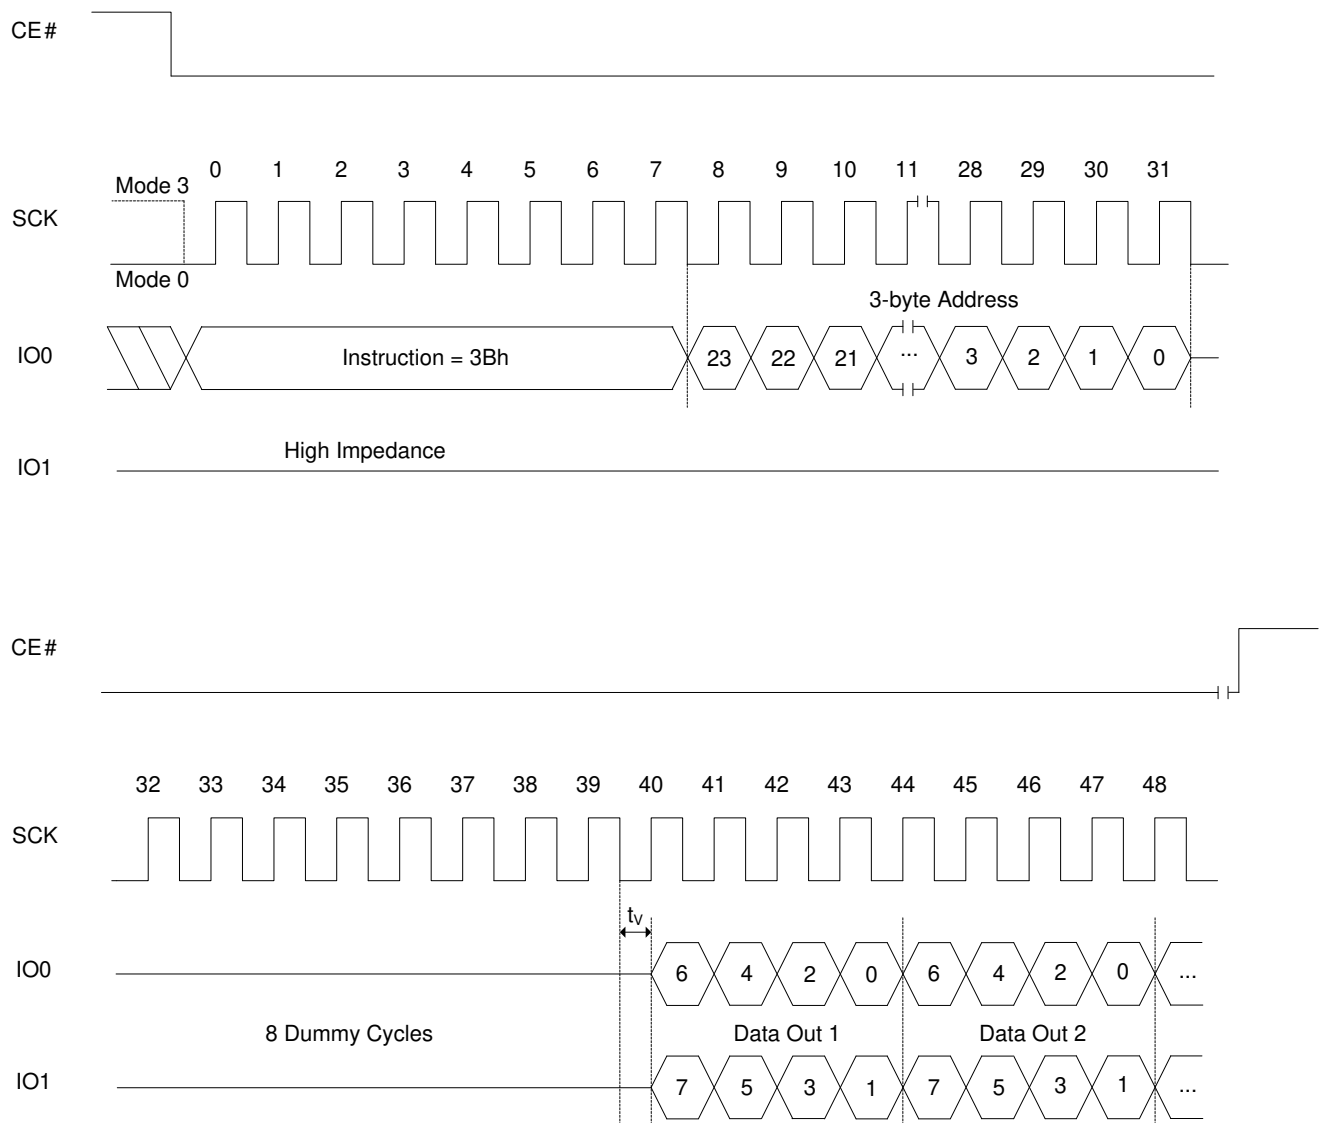 CE#
0 1 2 3 4 5 6 7 8 9 10 11 28 29 30 31
Mode 3
SCK
Mode 0
3-byte Address
IO0 Instruction = 3Bh 23 22 21 ... 3 2 1 0
High Impedance
IO1
CE#
32 33 34 35 36 37 38 39 40 41 42 43 44 45 46 47 48
SCK
tV
IO0 6 4 2 0 6 4 2 0 ...
8 Dummy Cycles Data Out 1 Data Out 2
IO1 7 5 3 1 7 5 3 1 ...